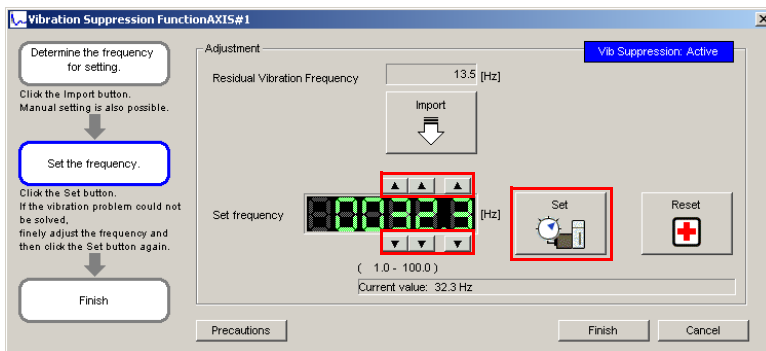 Vibration Suppression FunctionAXIS#1
Determine the frequency
for setting.
Click the Import button.
Manual setting is also possible.
Set the frequency.
Click the Set button.
If the vibration problem could not
be solved,
finely adjust the frequency and
then click the Set button again.
Finish
Adjustment
Vib Suppression: Active
Residual Vibration Frequency 13.5 [Hz]
Import
Set frequency 0032.3 [Hz]
Set
Reset
( 1.0 - 100.0 )
Current value: 32.3 Hz
Precautions
Finish
Cancel